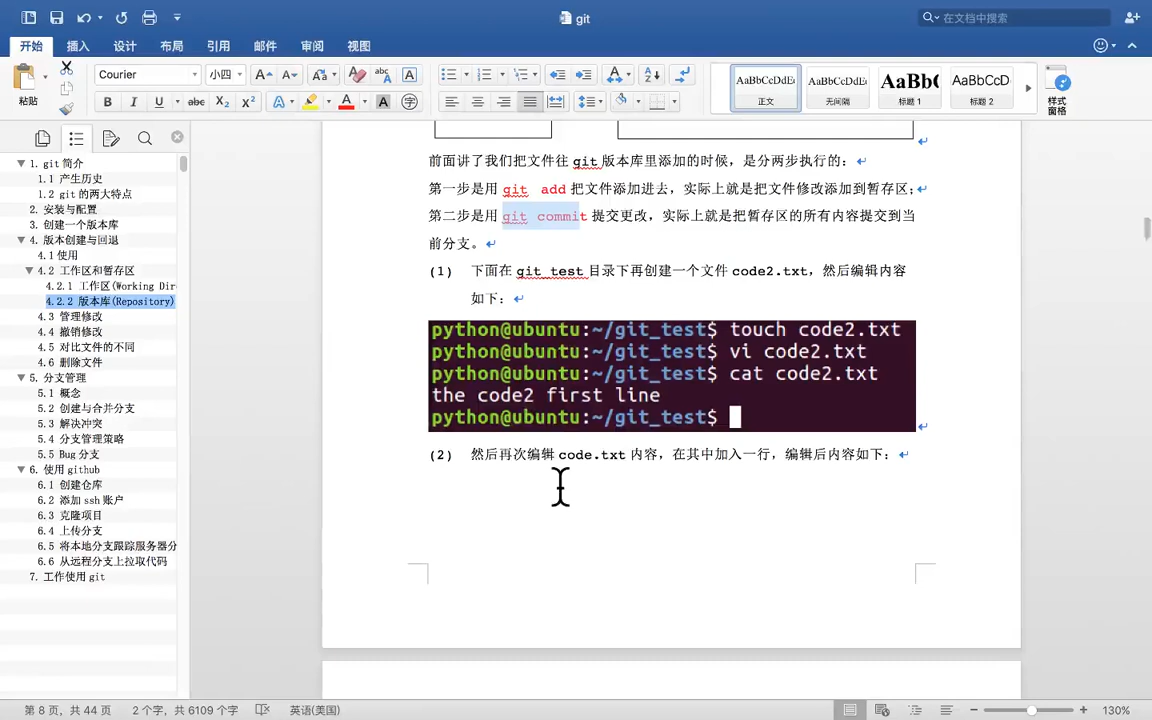 git
在文档中搜索
开始 插入 设计 布局 引用 邮件 审阅 视图
粘贴
Courier 小四
AaBbCcDdEe AaBbCcDdEe AaBb( AaBbCcD
正文 无间隔 标题 1 标题 2
样式
窗格
1. git 简介
1.1 产生历史
1.2 git 的两大特点
2. 安装与配置
3. 创建一个版本库
4. 版本创建与回退
4.1 使用
4.2 工作区和暂存区
4.2.1 工作区(Working Dir
4.2.2 版本库(Repository)
4.3 管理修改
4.4 撤销修改
4.5 对比文件的不同
4.6 删除文件
5. 分支管理
5.1 概念
5.2 创建与合并分支
5.3 解决冲突
5.4 分支管理策略
5.5 Bug 分支
6. 使用 github
6.1 创建仓库
6.2 添加 ssh 账户
6.3 克隆项目
6.4 上传分支
6.5 将本地分支跟踪服务器分
6.6 从远程分支上拉取代码
7. 工作使用 git
前面讲了我们把文件往 git 版本库里添加的时候，是分两步执行的：
第一步是用 git add 把文件添加进去，实际上就是把文件修改添加到暂存区；
第二步是用 git commit 提交更改，实际上就是把暂存区的所有内容提交到当
前分支。
(1) 下面在 git_test 目录下再创建一个文件 code2.txt，然后编辑内容
如下：
python@ubuntu:~/git_test$ touch code2.txt
python@ubuntu:~/git_test$ vi code2.txt
python@ubuntu:~/git_test$ cat code2.txt
the code2 first line
python@ubuntu:~/git_test$
(2) 然后再次编辑 code.txt 内容，在其中加入一行，编辑后内容如下：
第 8 页，共 44 页 2 个字，共 6109 个字 英语(美国) 130%